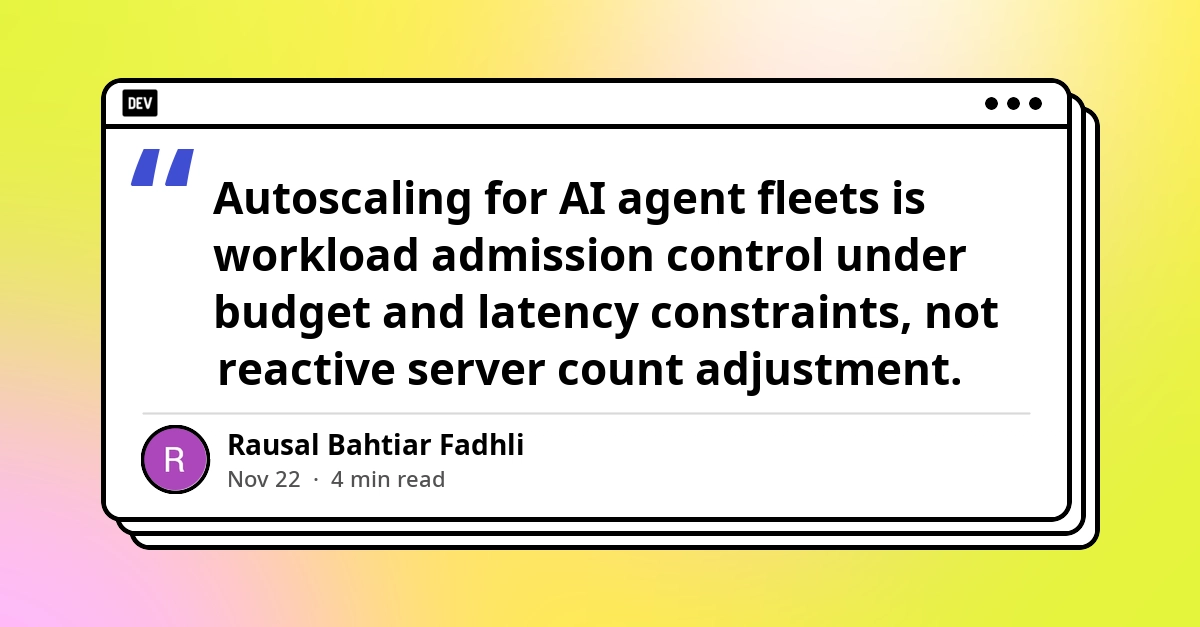 DEV
“
Autoscaling for AI agent fleets is
workload admission control under
budget and latency constraints, not
reactive server count adjustment.
R
Rausal Bahtiar Fadhli
Nov 22 · 4 min read